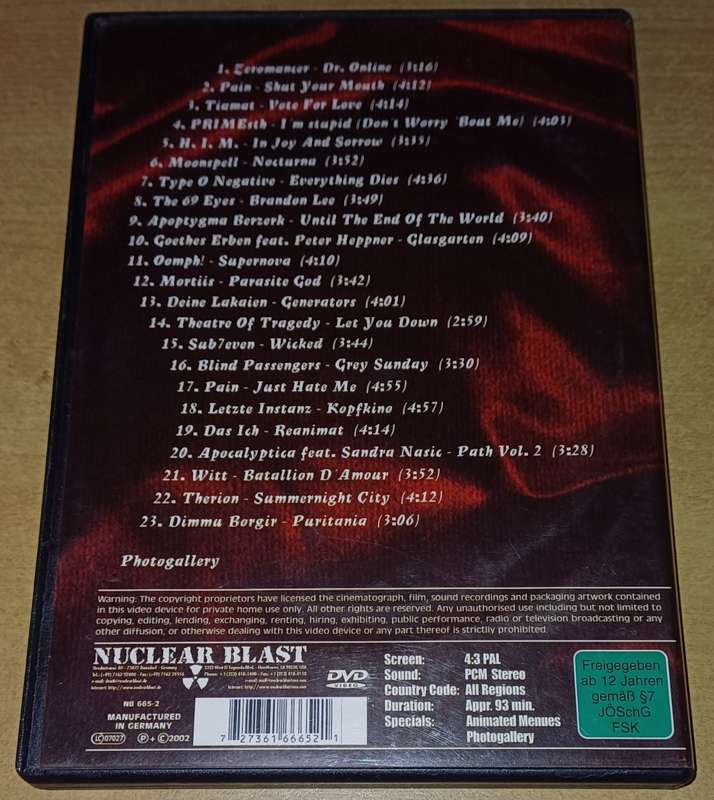 1. Zeromancer - Dr. Online (3:16)
2. Pain - Shut Your Mouth (4:12)
3. Tiamat - Vote For Love (4:14)
4. PRIMEsth - I'm stupid (Don't Worry 'Bout Me) (4:03)
5. H. I. M. - In Joy And Sorrow (3:35)
6. Moonspell - Nocturna (3:52)
7. Type O Negative - Everything Dies (4:36)
8. The 69 Eyes - Brandon Lee (3:49)
9. Apoptygma Berzerk - Until The End Of The World (3:40)
10. Goethes Erben feat. Peter Heppner - Glasgarten (4:09)
11. Oomph! - Supernova (4:10)
12. Mortiis - Parasite God (3:42)
13. Deine Lakaien - Generators (4:01)
14. Theatre Of Tragedy - Let You Down (2:59)
15. Sub7even - Wicked (3:44)
16. Blind Passengers - Grey Sunday (3:30)
17. Pain - Just Hate Me (4:55)
18. Letzte Instanz - Kopfkino (4:57)
19. Das Ich - Reanimat (4:14)
20. Apocalyptica feat. Sandra Nasic - Path Vol. 2 (3:28)
21. Witt - Batallion D'Amour (3:52)
22. Therion - Summernight City (4:12)
23. Dimmu Borgir - Puritania (3:06)
Photogallery
Warning: The copyright proprietors have licensed the cinematograph, film, sound recordings and packaging artwork contained
in this video device for private home use only. All other rights are reserved. Any unauthorised use including but not limited to
copying, editing, lending, exchanging, renting, hiring, exhibiting, public performance, radio or television broadcasting or any
other diffusion, or otherwise dealing with this video device or any part thereof is strictliy prohibited.
NUCLEAR BLAST
Germany
NB 665-2
MANUFACTURED
IN GERMANY
LC 07027 P + C 2002
7 27361 66652 1
DVD
VIDEO
Screen: 4:3 PAL
Sound: PCM Stereo
Country Code: All Regions
Duration: Appr. 93 min.
Specials: Animated Menues
Photogallery
Freigegeben
ab 12 Jahren
gemäß §7
JÖSchG
FSK